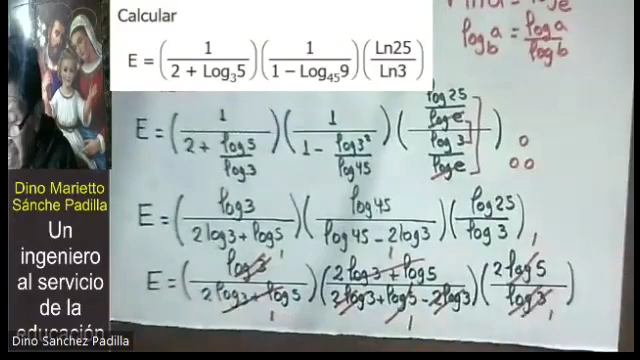 Calcular
E = (1/(2 + Log₃5)) (1/(1 − Log₄₅9)) (Ln25/Ln3)
log_b a = log a / log b
E = (1/(2 + log5/log3)) (1/(1 − log3²/log45)) ((log25/loge)/(log3/loge))
E = (log3/(2log3 + log5)) (log45/(log45 − 2log3)) (log25/log3)
E = (log3/(2log3 + log5)) ((2log3 + log5)/(2log3 + log5 − 2log3)) (2log5/log3)
Dino Marietto
Sánche Padilla
Un
ingeniero
al servicio
de la
educación
Dino Sanchez Padilla